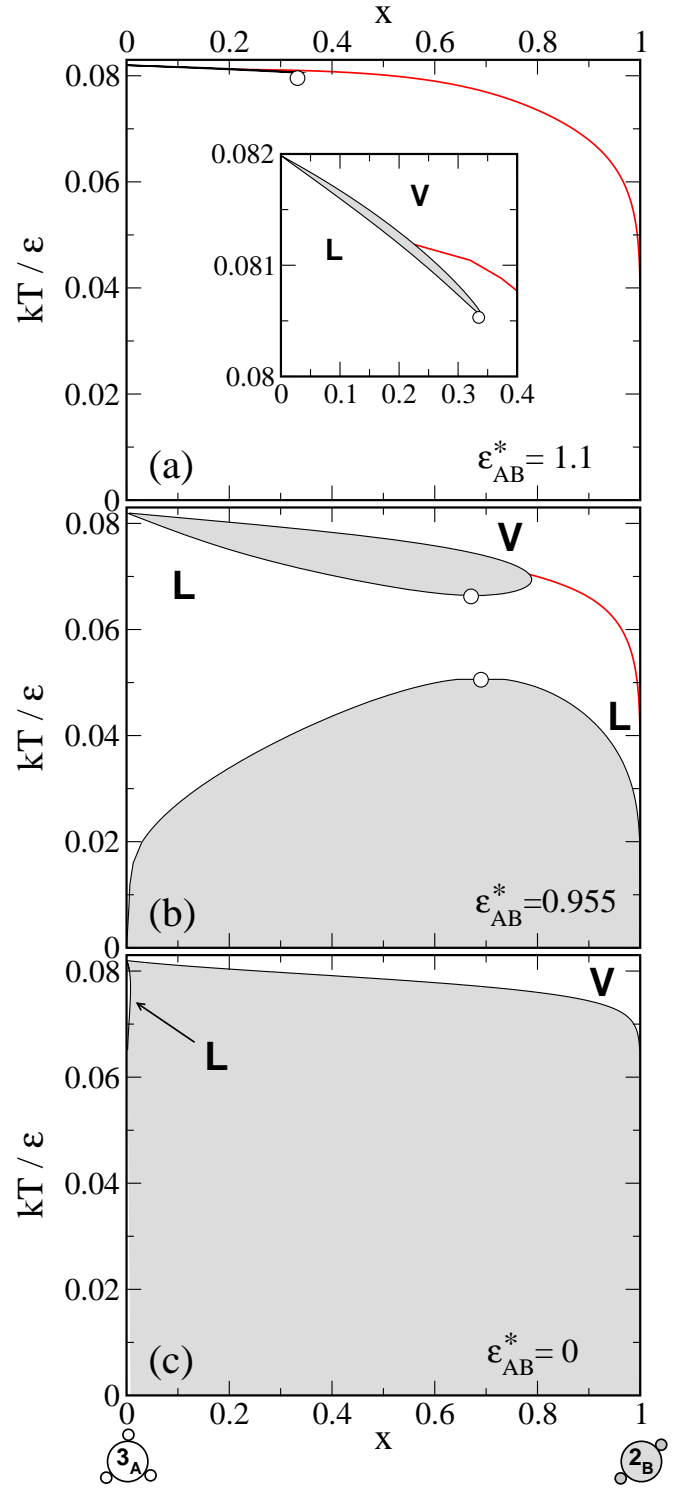 x
0 0.2 0.4 0.6 0.8 1
0.08
0.06
0.04
0.02
0
kT / ε
0.082
0.081
0.08
0 0.1 0.2 0.3 0.4
V
L
(a)
ε*AB = 1.1
0.08
0.06
0.04
0.02
0
kT / ε
V
L
L
(b)
ε*AB =0.955
0.08
0.06
0.04
0.02
0
kT / ε
V
L
(c)
ε*AB = 0
0 0.2 0.4 0.6 0.8 1
x
3A
2B